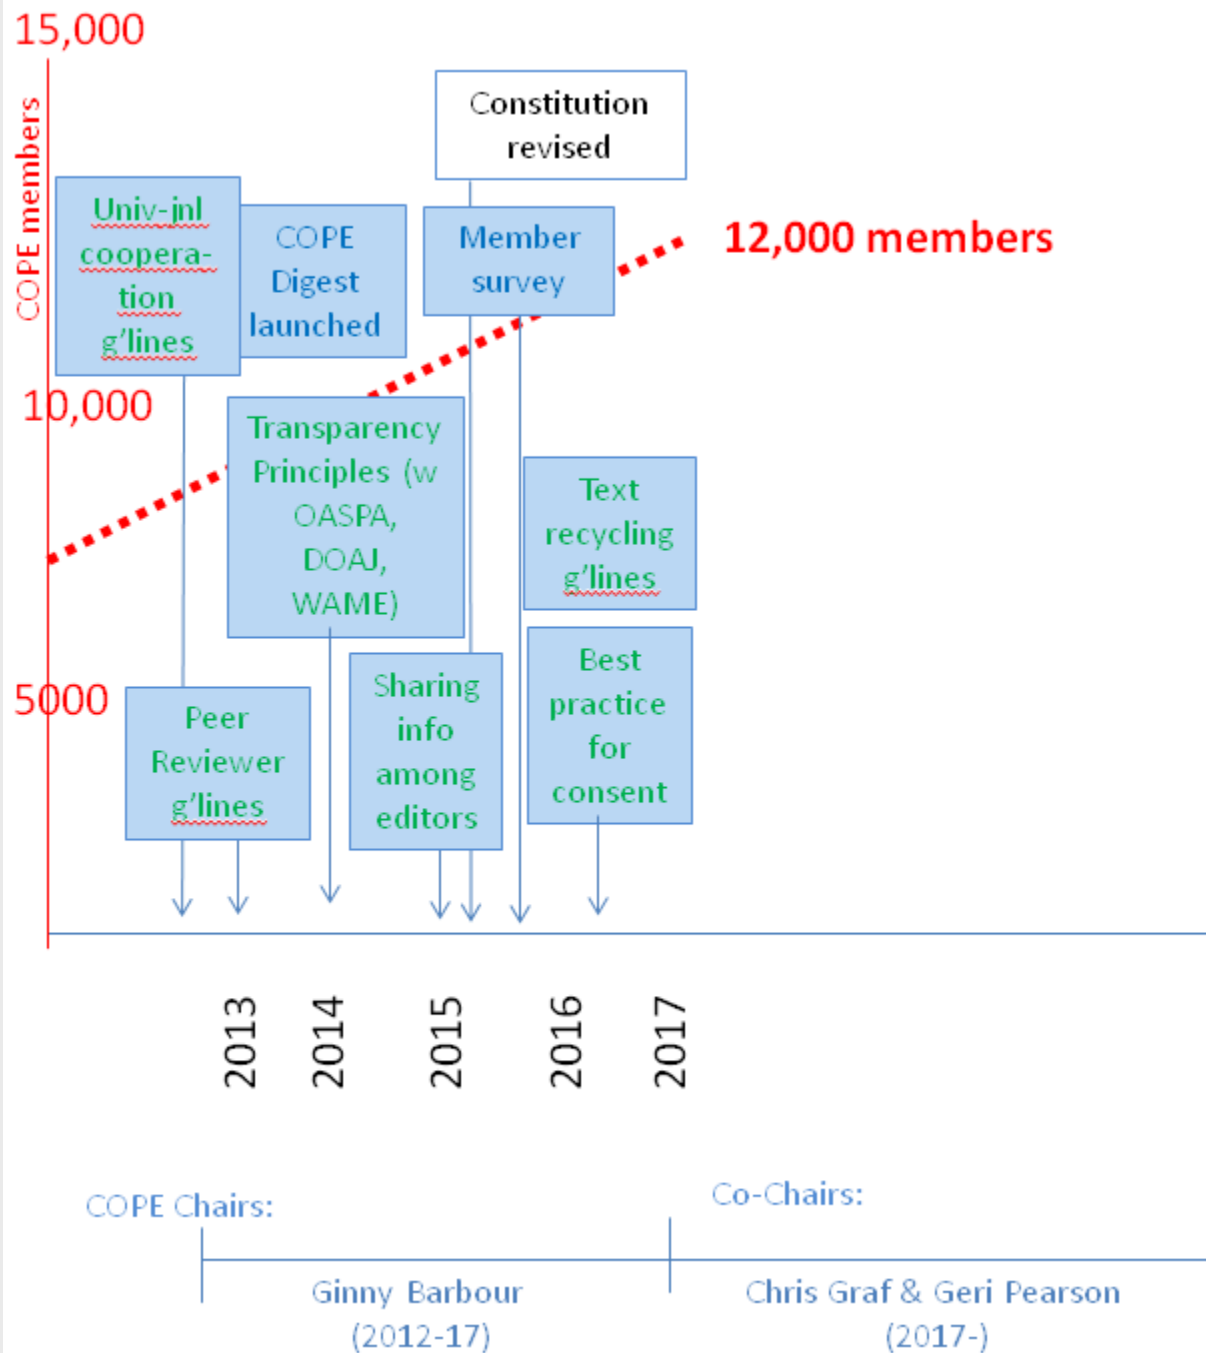 15,000
COPE members
10,000
5000
Constitution
revised
Univ-jnl
coopera-
tion
g'lines
COPE
Digest
launched
Member
survey
12,000 members
Transparency
Principles (w
OASPA,
DOAJ,
WAME)
Text
recycling
g'lines
Peer
Reviewer
g'lines
Sharing
info
among
editors
Best
practice
for
consent
2013
2014
2015
2016
2017
COPE Chairs:
Co-Chairs:
Ginny Barbour
(2012-17)
Chris Graf & Geri Pearson
(2017-)